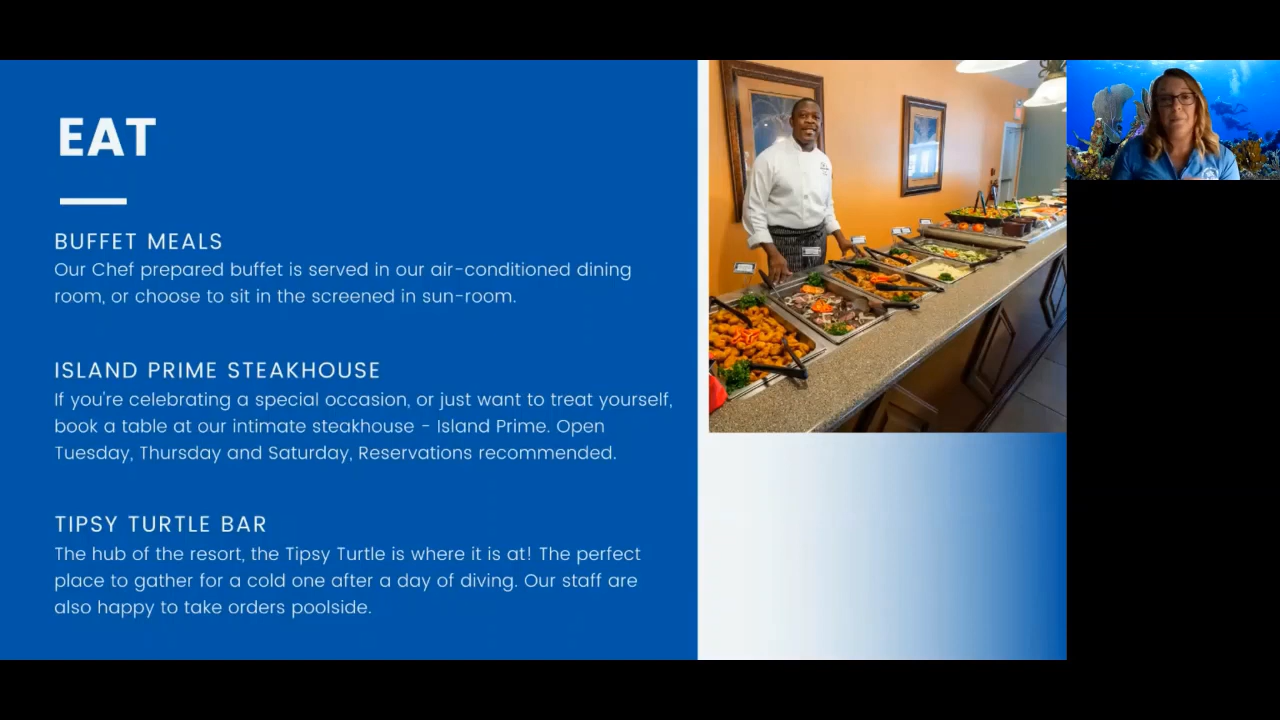 EAT
BUFFET MEALS
Our Chef prepared buffet is served in our air-conditioned dining
room, or choose to sit in the screened in sun-room.
ISLAND PRIME STEAKHOUSE
If you're celebrating a special occasion, or just want to treat yourself,
book a table at our intimate steakhouse - Island Prime. Open
Tuesday, Thursday and Saturday, Reservations recommended.
TIPSY TURTLE BAR
The hub of the resort, the Tipsy Turtle is where it is at! The perfect
place to gather for a cold one after a day of diving. Our staff are
also happy to take orders poolside.